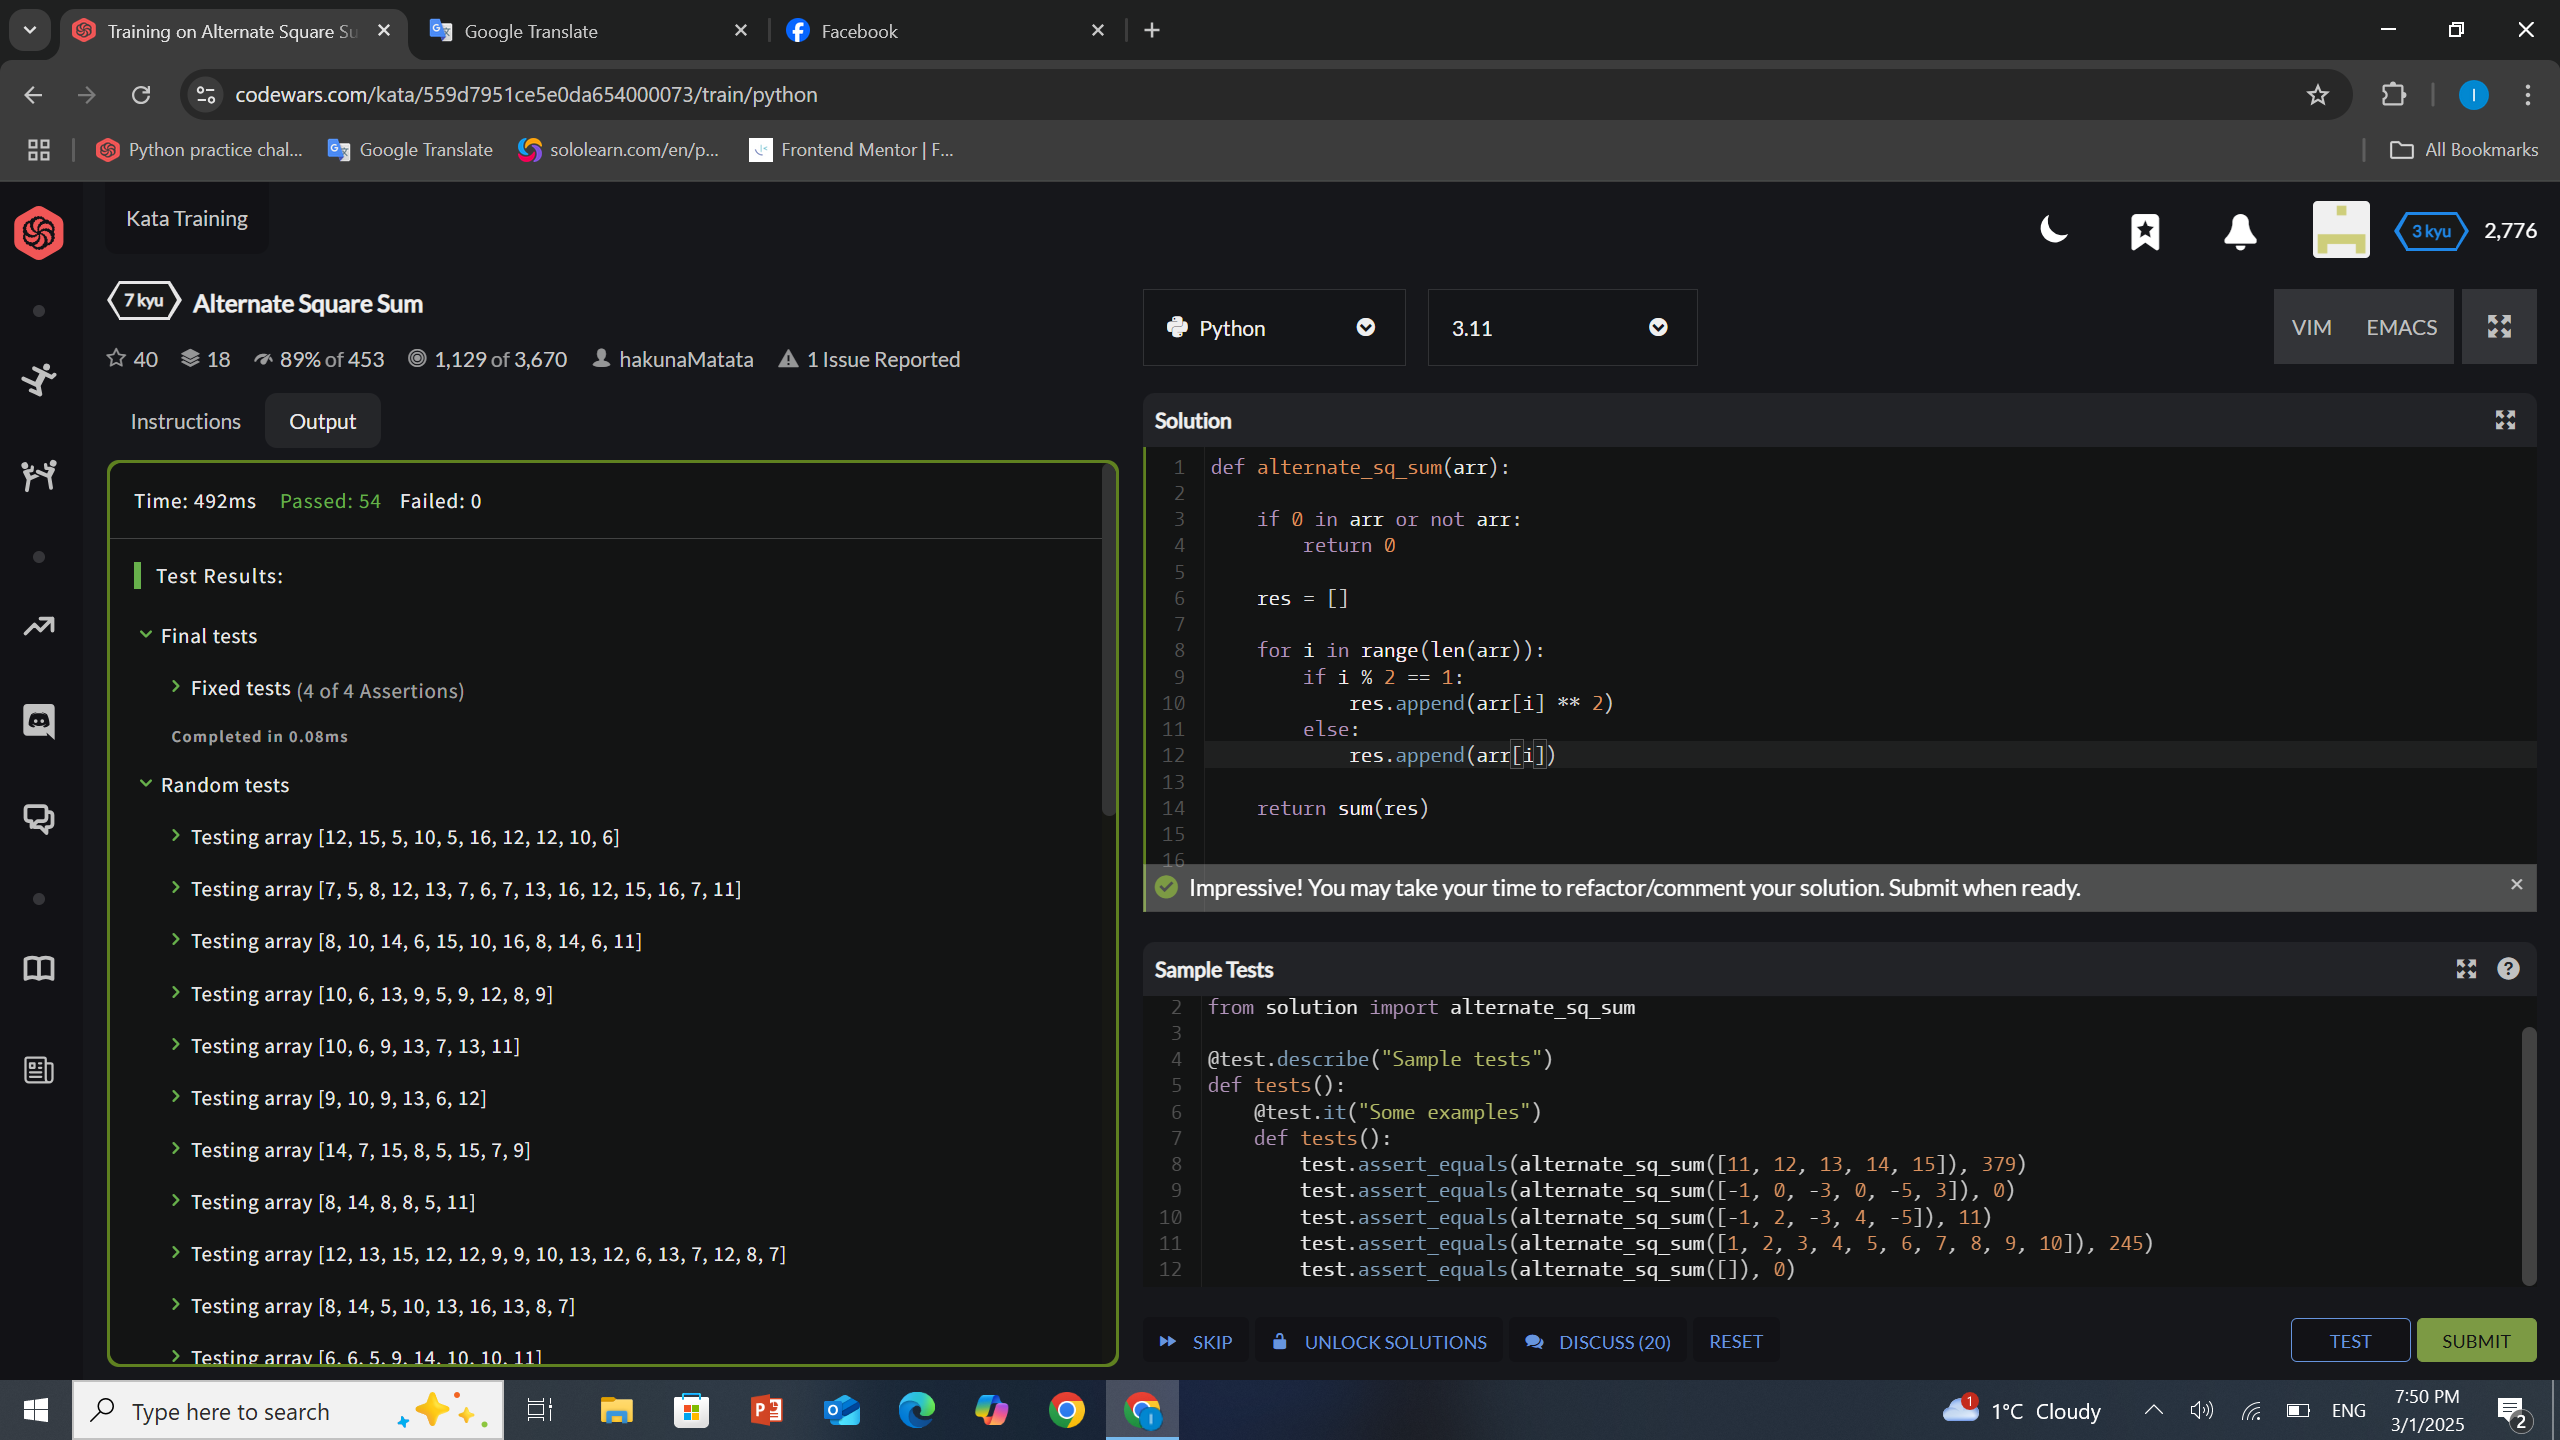 Training on Alternate Square Su
Google Translate
Facebook
codewars.com/kata/559d7951ce5e0da654000073/train/python
Python practice chal...
Google Translate
sololearn.com/en/p...
Frontend Mentor | F...
All Bookmarks
Kata Training
3 kyu
2,776
7 kyu
Alternate Square Sum
40
18
89% of 453
1,129 of 3,670
hakunaMatata
1 Issue Reported
Python
3.11
VIM
EMACS
Instructions
Output
Time: 492ms Passed: 54 Failed: 0
Test Results:
Final tests
Fixed tests (4 of 4 Assertions)
Completed in 0.08ms
Random tests
Testing array [12, 15, 5, 10, 5, 16, 12, 12, 10, 6]
Testing array [7, 5, 8, 12, 13, 7, 6, 7, 13, 16, 12, 15, 16, 7, 11]
Testing array [8, 10, 14, 6, 15, 10, 16, 8, 14, 6, 11]
Testing array [10, 6, 13, 9, 5, 9, 12, 8, 9]
Testing array [10, 6, 9, 13, 7, 13, 11]
Testing array [9, 10, 9, 13, 6, 12]
Testing array [14, 7, 15, 8, 5, 15, 7, 9]
Testing array [8, 14, 8, 8, 5, 11]
Testing array [12, 13, 15, 12, 12, 9, 9, 10, 13, 12, 6, 13, 7, 12, 8, 7]
Testing array [8, 14, 5, 10, 13, 16, 13, 8, 7]
Testing array [6, 6, 5, 9, 14, 10, 10, 11]
Solution
1 def alternate_sq_sum(arr):
2
3 if 0 in arr or not arr:
4 return 0
5
6 res = []
7
8 for i in range(len(arr)):
9 if i % 2 == 1:
10 res.append(arr[i] ** 2)
11 else:
12 res.append(arr[i])
13
14 return sum(res)
15
16
Impressive! You may take your time to refactor/comment your solution. Submit when ready.
Sample Tests
2 from solution import alternate_sq_sum
3
4 @test.describe("Sample tests")
5 def tests():
6 @test.it("Some examples")
7 def tests():
8 test.assert_equals(alternate_sq_sum([11, 12, 13, 14, 15]), 379)
9 test.assert_equals(alternate_sq_sum([-1, 0, -3, 0, -5, 3]), 0)
10 test.assert_equals(alternate_sq_sum([-1, 2, -3, 4, -5]), 11)
11 test.assert_equals(alternate_sq_sum([1, 2, 3, 4, 5, 6, 7, 8, 9, 10]), 245)
12 test.assert_equals(alternate_sq_sum([]), 0)
SKIP
UNLOCK SOLUTIONS
DISCUSS (20)
RESET
TEST
SUBMIT
Type here to search
1
1°C Cloudy
ENG
7:50 PM
3/1/2025
2